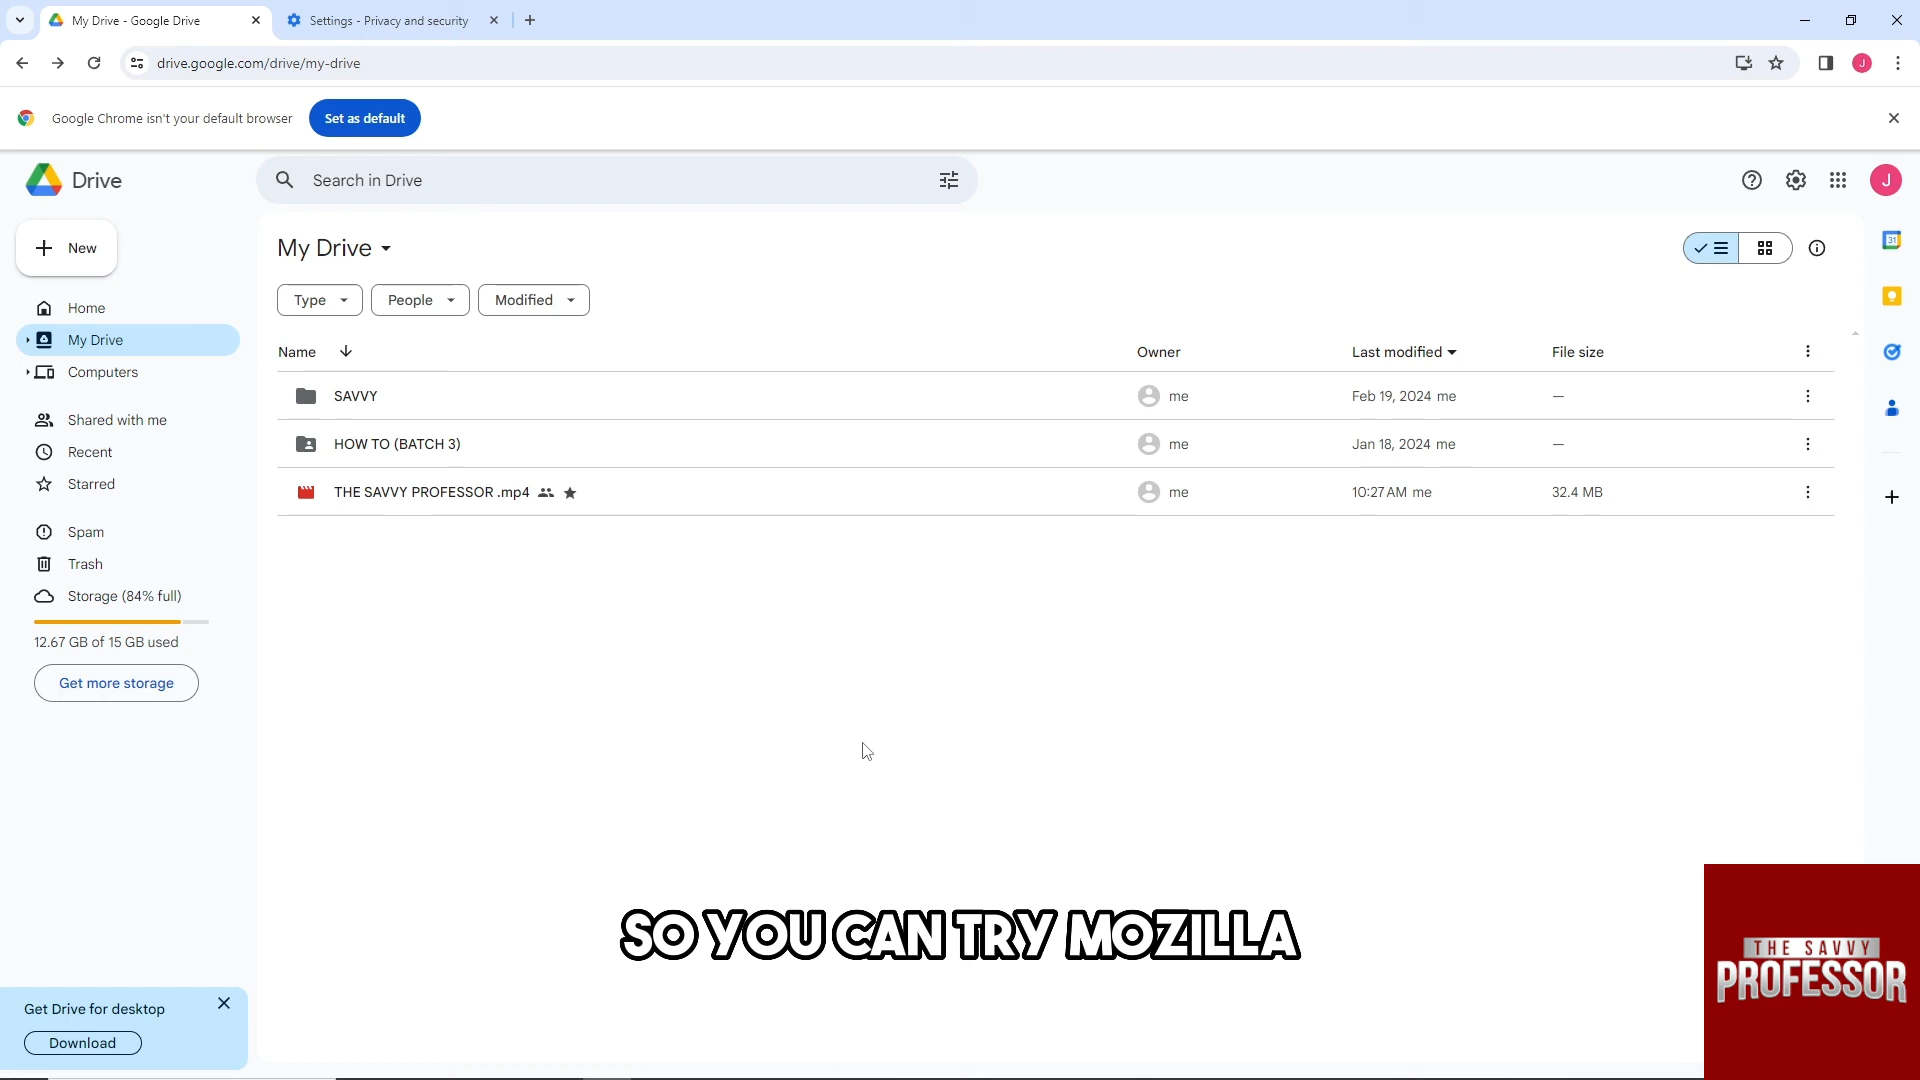 My Drive - Google Drive
Settings - Privacy and security
drive.google.com/drive/my-drive
J
Google Chrome isn't your default browser
Set as default
Drive
Search in Drive
J
New
My Drive
31
Type
People
Modified
Home
My Drive
Computers
Shared with me
Recent
Starred
Spam
Trash
Storage (84% full)
12.67 GB of 15 GB used
Get more storage
Name Owner Last modified File size
SAVVY me Feb 19, 2024 me —
HOW TO (BATCH 3) me Jan 18, 2024 me —
THE SAVVY PROFESSOR .mp4 me 10:27 AM me 32.4 MB
SO YOU CAN TRY MOZILLA
THE SAVVY
PROFESSOR
Get Drive for desktop
Download